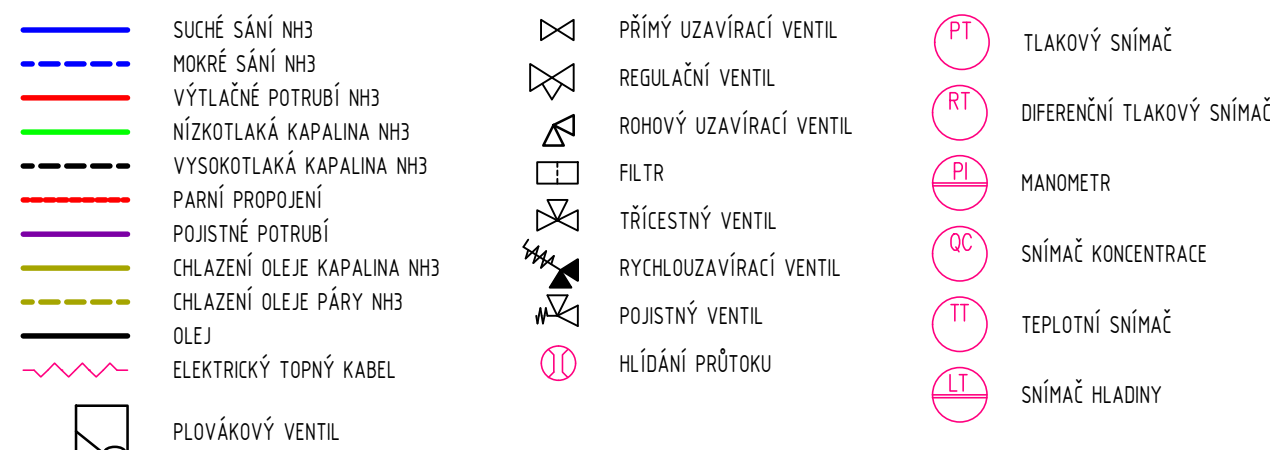 SUCHÉ SÁNÍ NH3
MOKRÉ SÁNÍ NH3
VÝTLAČNÉ POTRUBÍ NH3
NÍZKOTLAKÁ KAPALINA NH3
VYSOKOTLAKÁ KAPALINA NH3
PARNÍ PROPOJENÍ
POJISTNÉ POTRUBÍ
CHLAZENÍ OLEJE KAPALINA NH3
CHLAZENÍ OLEJE PÁRY NH3
OLEJ
ELEKTRICKÝ TOPNÝ KABEL
PLOVÁKOVÝ VENTIL
PŘÍMÝ UZAVÍRACÍ VENTIL
REGULAČNÍ VENTIL
ROHOVÝ UZAVÍRACÍ VENTIL
FILTR
TŘÍCESTNÝ VENTIL
RYCHLOUZAVÍRACÍ VENTIL
POJISTNÝ VENTIL
HLÍDÁNÍ PRŮTOKU
PT TLAKOVÝ SNÍMAČ
RT DIFERENČNÍ TLAKOVÝ SNÍMAČ
PI MANOMETR
QC SNÍMAČ KONCENTRACE
TT TEPLOTNÍ SNÍMAČ
LT SNÍMAČ HLADINY